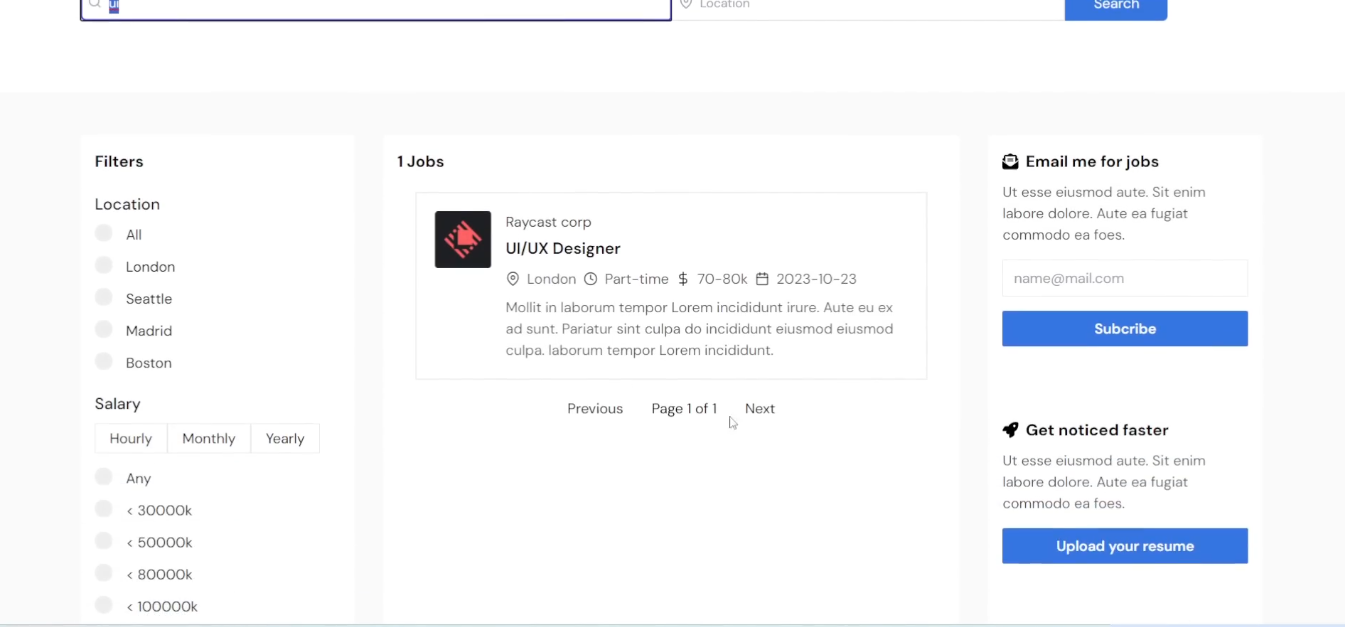 ui
Location
Search
Filters
Location
All
London
Seattle
Madrid
Boston
Salary
Hourly Monthly Yearly
Any
< 30000k
< 50000k
< 80000k
< 100000k
1 Jobs
Raycast corp
UI/UX Designer
London Part-time $ 70-80k 2023-10-23
Mollit in laborum tempor Lorem incididunt irure. Aute eu ex
ad sunt. Pariatur sint culpa do incididunt eiusmod eiusmod
culpa. laborum tempor Lorem incididunt.
Previous Page 1 of 1 Next
Email me for jobs
Ut esse eiusmod aute. Sit enim
labore dolore. Aute ea fugiat
commodo ea foes.
name@mail.com
Subcribe
Get noticed faster
Ut esse eiusmod aute. Sit enim
labore dolore. Aute ea fugiat
commodo ea foes.
Upload your resume